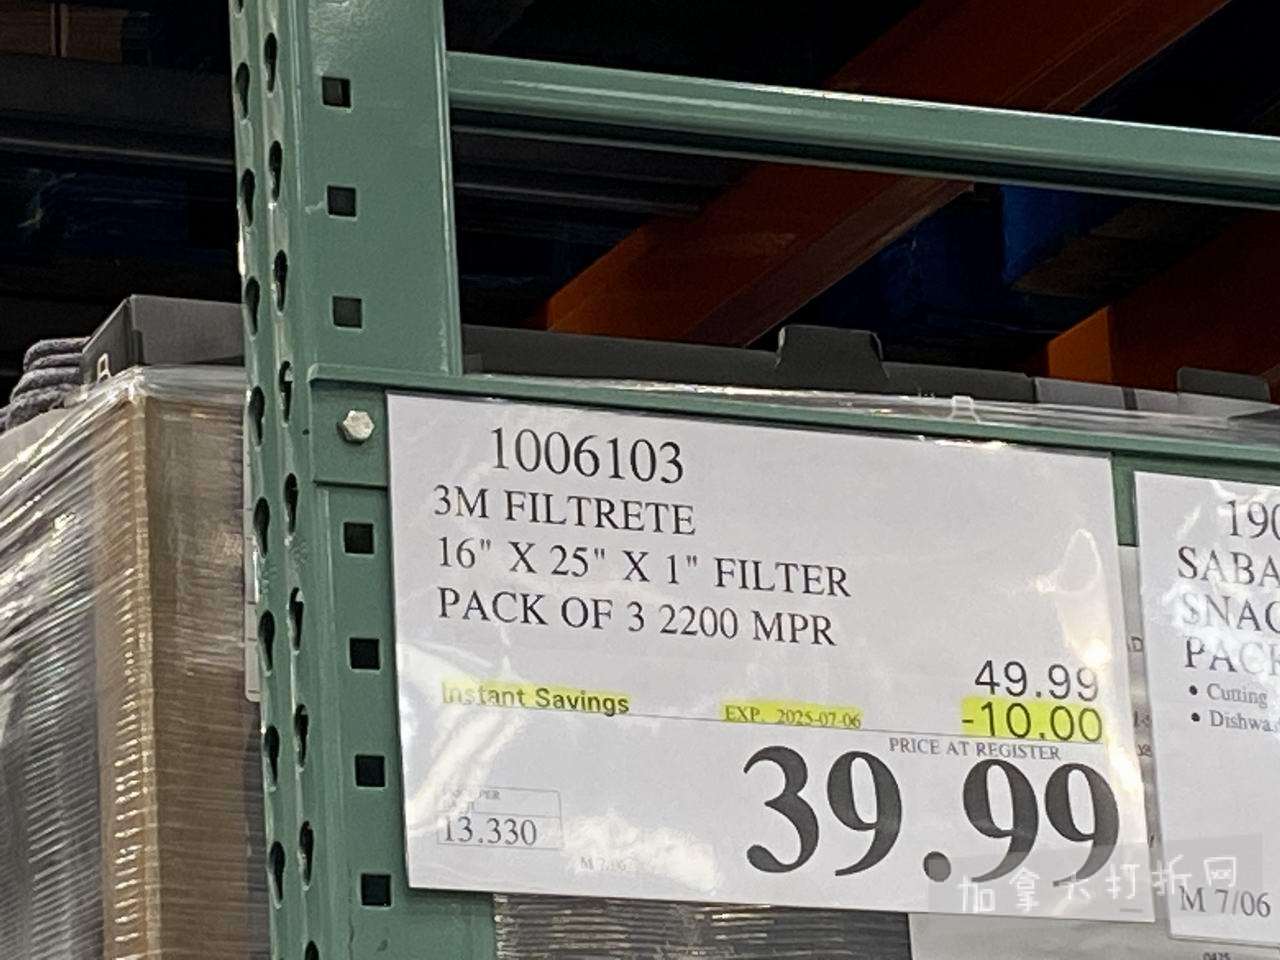 1006103
3M FILTRETE
16" X 25" X 1" FILTER
PACK OF 3 2200 MPR
49.99
Instant Savings EXP. 2025-07-06 -10.00
PRICE AT REGISTER
39.99
PER
13.330
M 7/06
190
SABA
SNAC
PACK
• Cutting
• Dishwa
M 7/06
0475
加拿大打折网